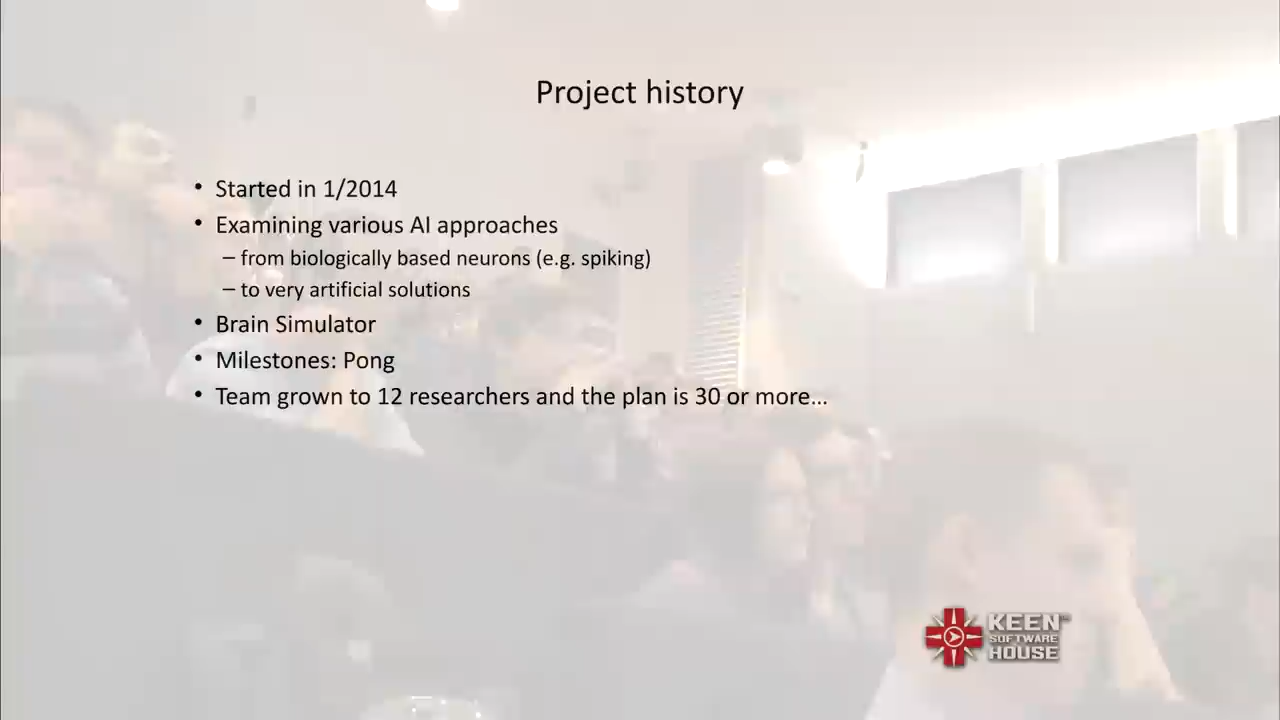 Project history
• Started in 1/2014
• Examining various AI approaches
– from biologically based neurons (e.g. spiking)
– to very artificial solutions
• Brain Simulator
• Milestones: Pong
• Team grown to 12 researchers and the plan is 30 or more...
KEEN™
SOFTWARE
HOUSE